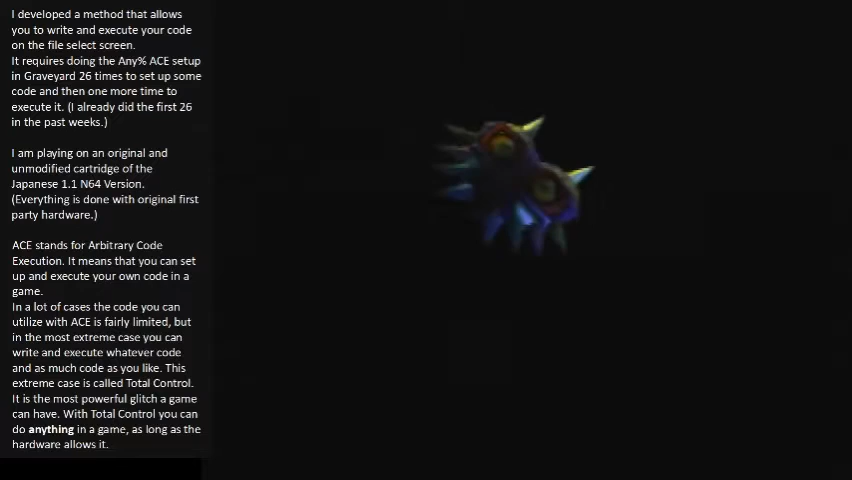 I developed a method that allows
you to write and execute your code
on the file select screen.
It requires doing the Any% ACE setup
in Graveyard 26 times to set up some
code and then one more time to
execute it. (I already did the first 26
in the past weeks.)
I am playing on an original and
unmodified cartridge of the
Japanese 1.1 N64 Version.
(Everything is done with original first
party hardware.)
ACE stands for Arbitrary Code
Execution. It means that you can set
up and execute your own code in a
game.
In a lot of cases the code you can
utilize with ACE is fairly limited, but
in the most extreme case you can
write and execute whatever code
and as much code as you like. This
extreme case is called Total Control.
It is the most powerful glitch a game
can have. With Total Control you can
do anything in a game, as long as the
hardware allows it.